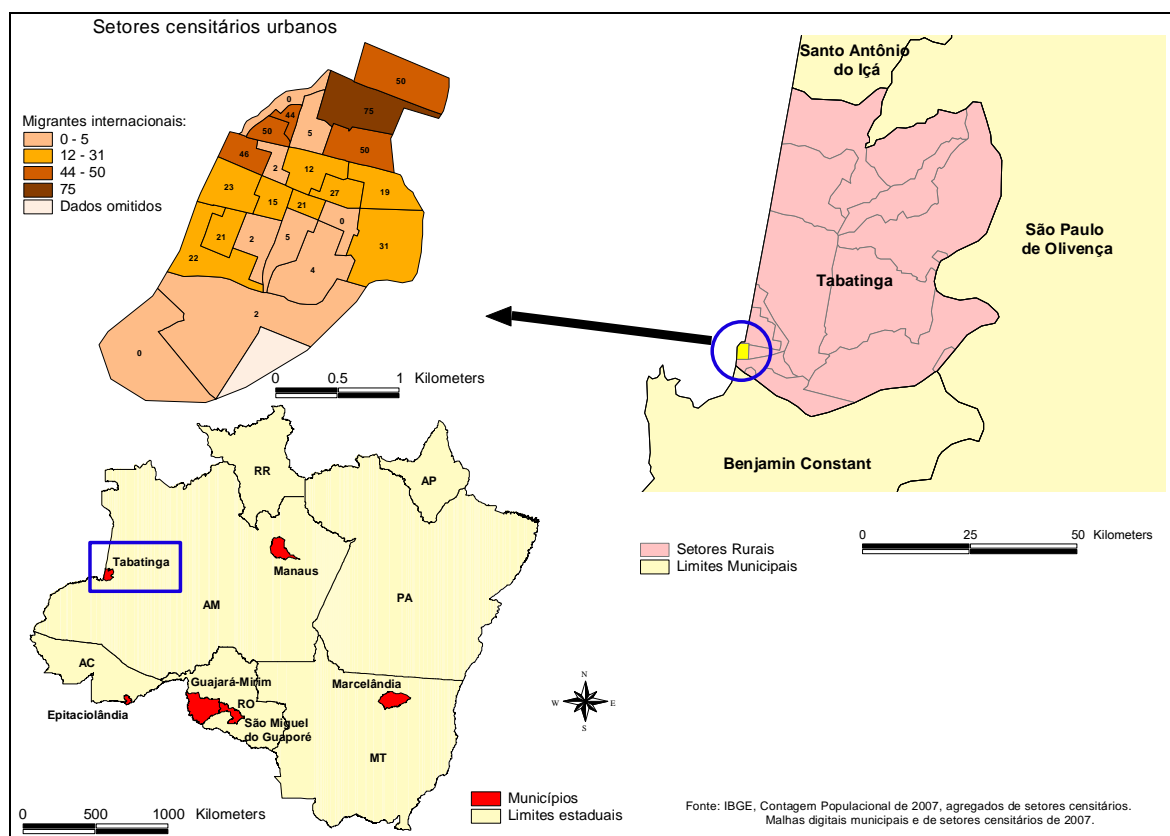 Setores censitários urbanos
Migrantes internacionais:
0 - 5
12 - 31
44 - 50
75
Dados omitidos
50
0
75
44
50
5
50
46
2
12
23
27
19
15
21
0
21
2
5
31
22
4
2
0
0 0.5 1 Kilometers
Santo Antônio
do Içá
São Paulo
de Olivença
Tabatinga
Benjamin Constant
Setores Rurais
Limites Municipais
0 25 50 Kilometers
RR
AP
Tabatinga
Manaus
AM
PA
AC
Guajará-Mirim
Marcelândia
RO
Epitaciolândia
São Miguel
do Guaporé
MT
N
W E
S
0 500 1000 Kilometers
Municípios
Limites estaduais
Fonte: IBGE, Contagem Populacional de 2007, agregados de setores censitários.
Malhas digitais municipais e de setores censitários de 2007.